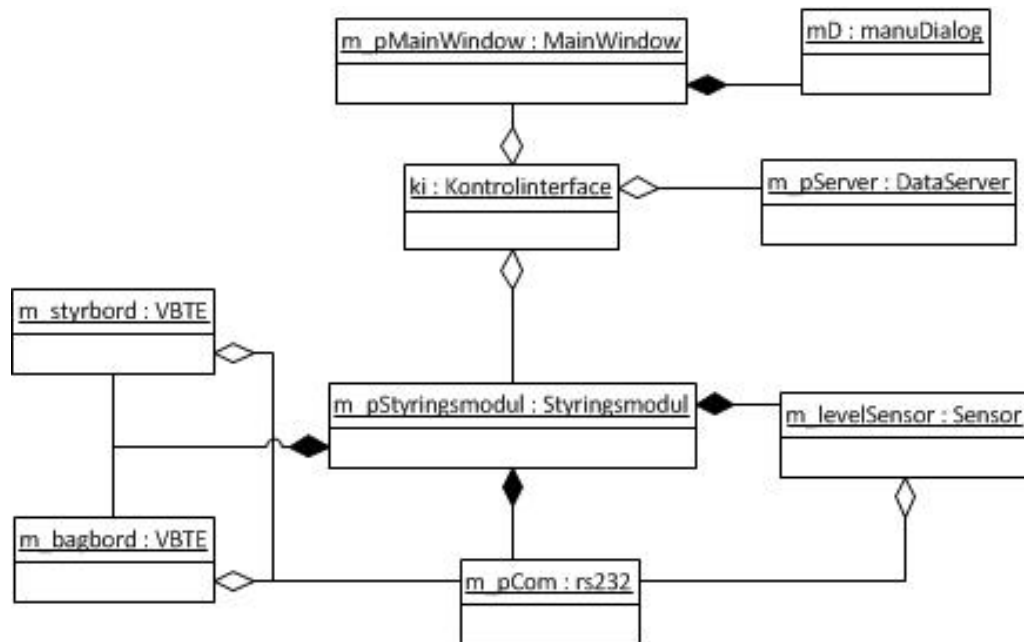 m_pMainWindow : MainWindow
mD : manuDialog
ki : Kontrolinterface
m_pServer : DataServer
m_styrbord : VBTE
m_pStyringsmodul : Styringsmodul
m_levelSensor : Sensor
m_bagbord : VBTE
m_pCom : rs232